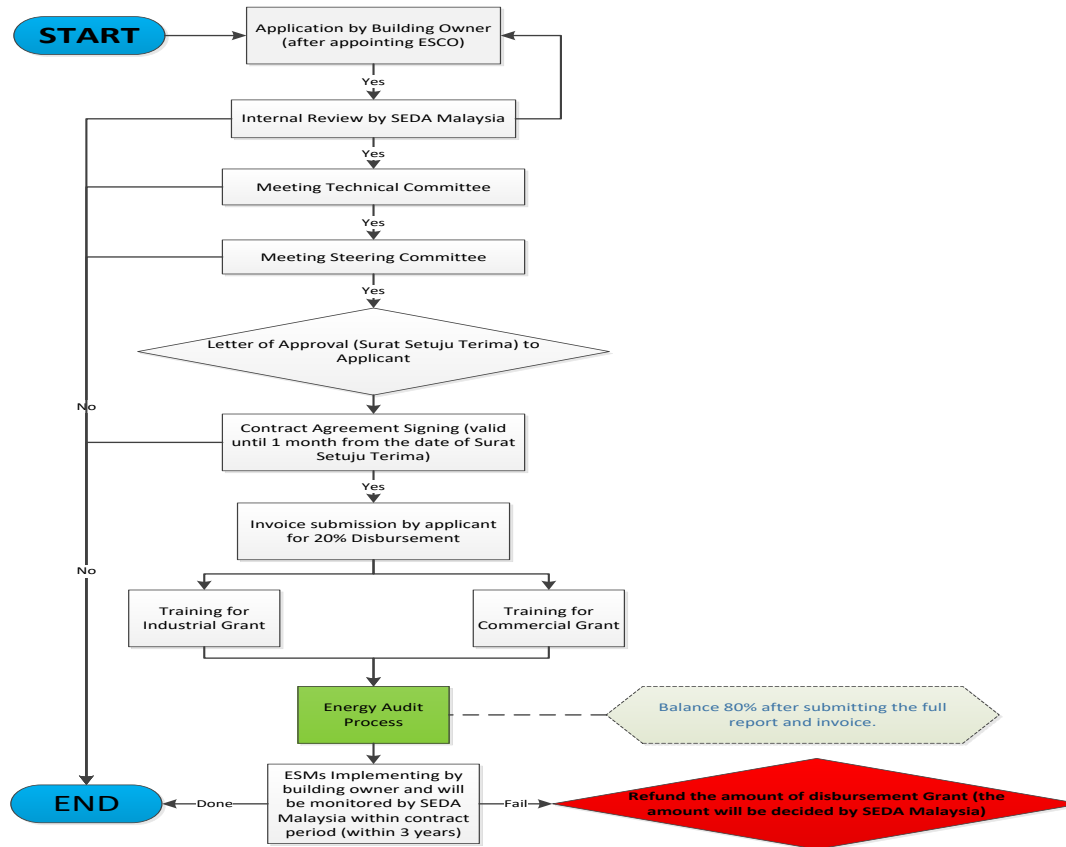 START
Application by Building Owner
(after appointing ESCO)
Yes
Internal Review by SEDA Malaysia
Yes
Meeting Technical Committee
Yes
Meeting Steering Committee
Yes
Letter of Approval (Surat Setuju Terima) to
Applicant
No
Contract Agreement Signing (valid
until 1 month from the date of Surat
Setuju Terima)
Yes
Invoice submission by applicant
for 20% Disbursement
No
Training for
Industrial Grant
Training for
Commercial Grant
Energy Audit
Process
Balance 80% after submitting the full
report and invoice.
ESMs Implementing by
building owner and will
be monitored by SEDA
Malaysia within contract
period (within 3 years)
Done
END
Fail
Refund the amount of disbursement Grant (the
amount will be decided by SEDA Malaysia)